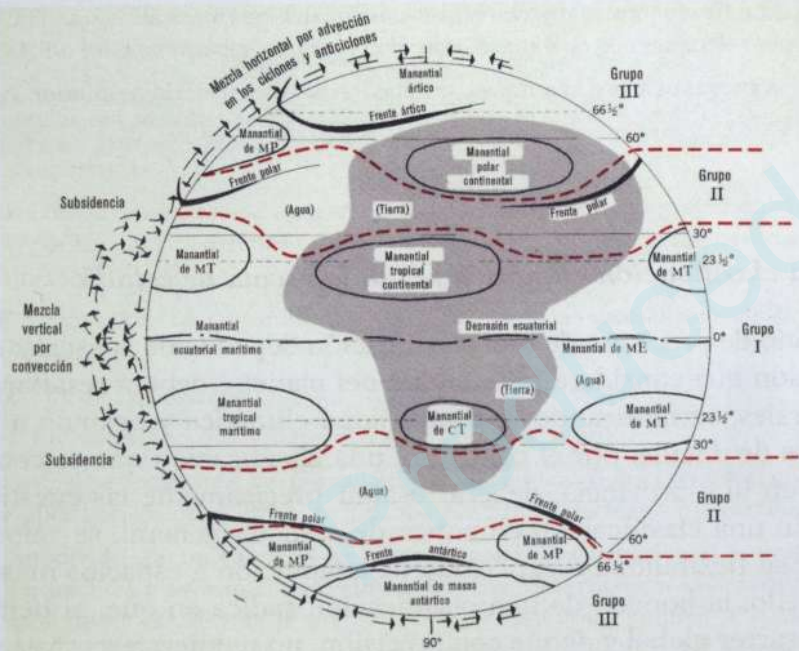 Mezcla horizontal por advección
en los ciclones y anticiclones
Manantial
ártico
Grupo
III
66 ½°
Frente ártico
60°
Manantial
de MP
Manantial
polar
continental
Frente polar
Grupo
II
Subsidencia
(Agua)
(Tierra)
Frente polar
30°
Manantial
de MT
Manantial
tropical
continental
Manantial
de MT
23 ½°
Mezcla
vertical
por
convección
Manantial
ecuatorial marítimo
Depresión ecuatorial
Manantial de ME
0°
Grupo
I
(Tierra)
(Agua)
Manantial
tropical
marítimo
Manantial
de CT
Manantial
de MT
23 ½°
30°
Subsidencia
(Agua)
Grupo
II
Frente polar
Frente polar
60°
Manantial
de MP
Frente antártico
Manantial
de MP
66 ½°
Manantial de masas
antártico
Grupo
III
90°